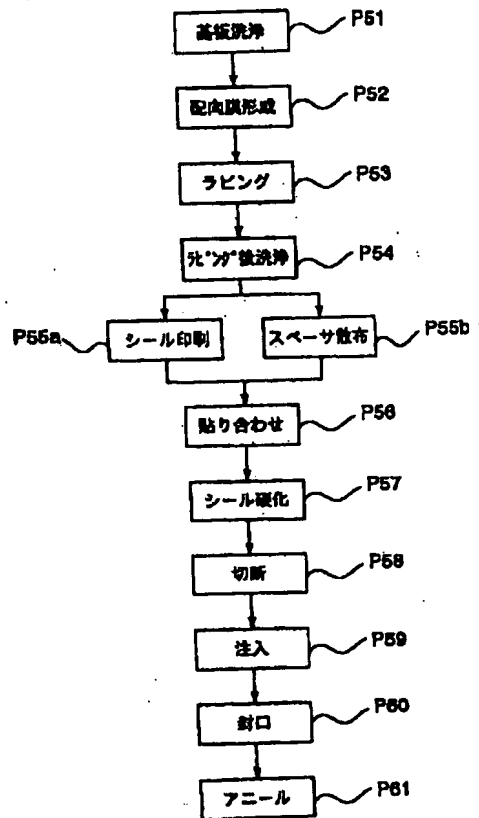 基板洗浄 P51
配向膜形成 P52
ラビング P53
ﾗﾋﾞﾝｸﾞ後洗浄 P54
P55a シール印刷 スペーサ散布 P55b
貼り合わせ P56
シール硬化 P57
切断 P58
注入 P59
封口 P60
アニール P61